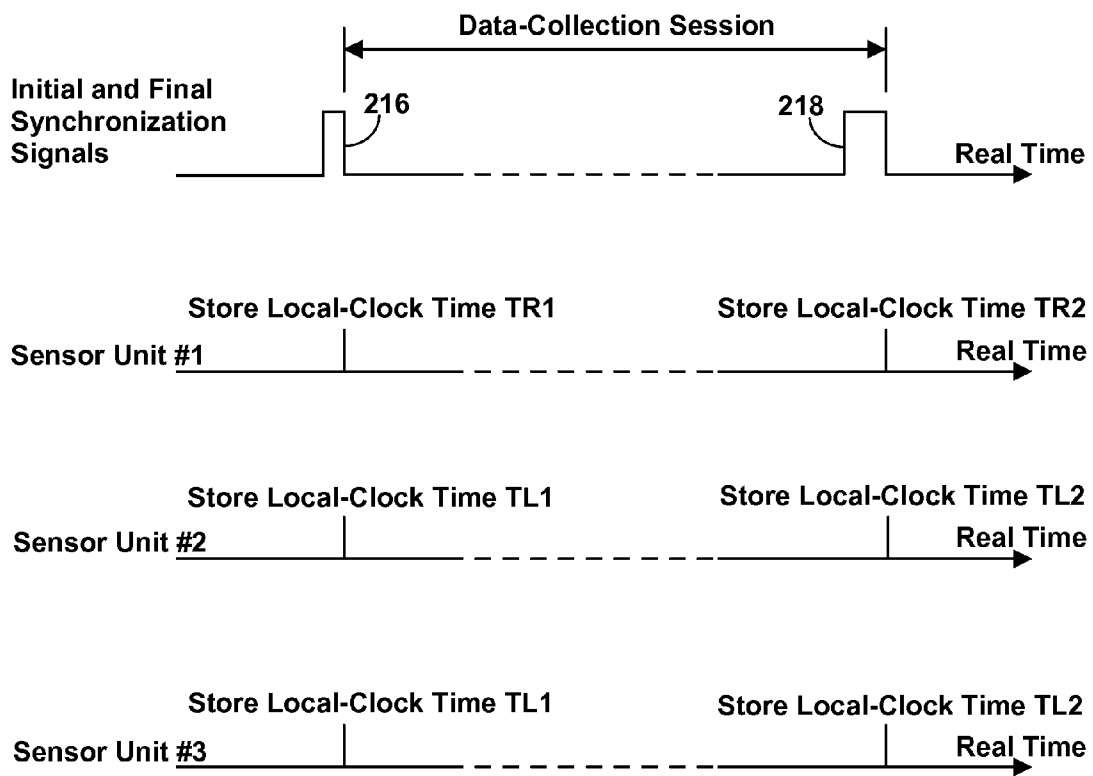 Data-Collection Session
Initial and Final
Synchronization
Signals
216
218
Real Time
Store Local-Clock Time TR1
Store Local-Clock Time TR2
Sensor Unit #1
Real Time
Store Local-Clock Time TL1
Store Local-Clock Time TL2
Sensor Unit #2
Real Time
Store Local-Clock Time TL1
Store Local-Clock Time TL2
Sensor Unit #3
Real Time